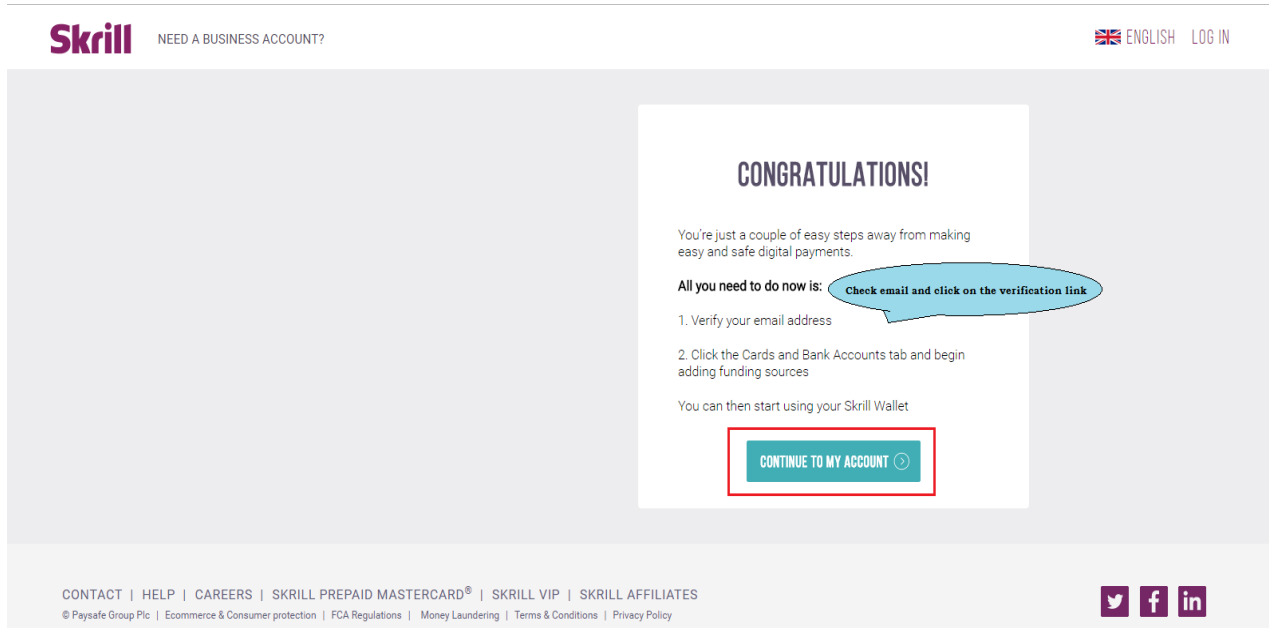 Skrill NEED A BUSINESS ACCOUNT? ENGLISH LOG IN
CONGRATULATIONS!
You're just a couple of easy steps away from making
easy and safe digital payments.
All you need to do now is:
Check email and click on the verification link
1. Verify your email address
2. Click the Cards and Bank Accounts tab and begin
adding funding sources
You can then start using your Skrill Wallet
CONTINUE TO MY ACCOUNT
CONTACT | HELP | CAREERS | SKRILL PREPAID MASTERCARD® | SKRILL VIP | SKRILL AFFILIATES
© Paysafe Group Plc | Ecommerce & Consumer protection | FCA Regulations | Money Laundering | Terms & Conditions | Privacy Policy